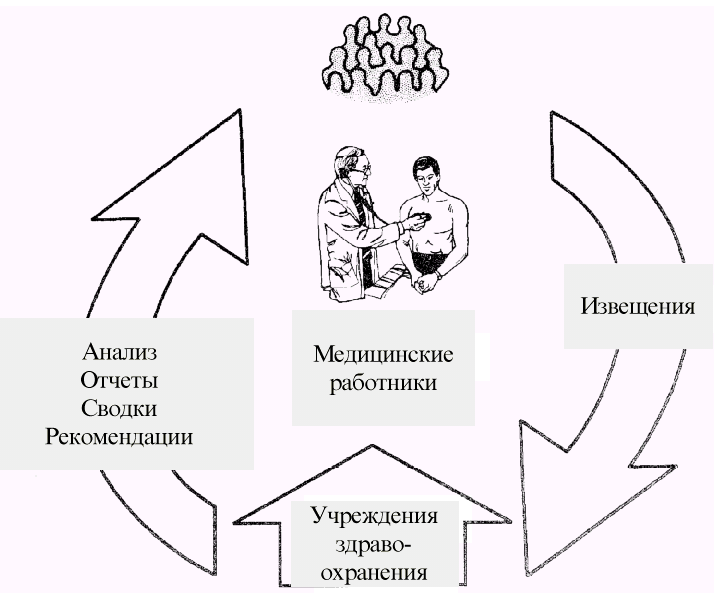 Извещения
Анализ
Отчеты
Сводки
Рекомендации
Медицинские
работники
Учреждения
здраво-
охранения